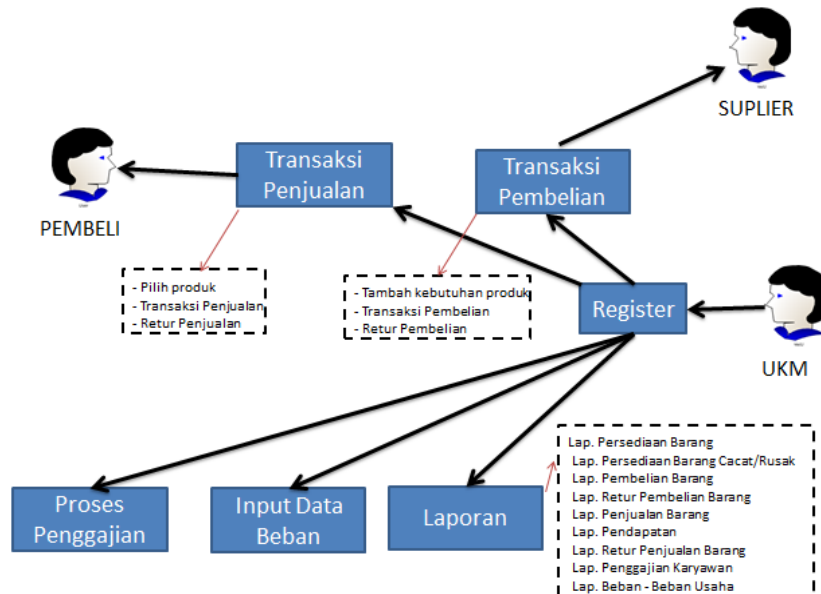 SUPLIER
Transaksi
Penjualan
Transaksi
Pembelian
PEMBELI
- Pilih produk
- Transaksi Penjualan
- Retur Penjualan
- Tambah kebutuhan produk
- Transaksi Pembelian
- Retur Pembelian
Register
UKM
Proses
Penggajian
Input Data
Beban
Laporan
Lap. Persediaan Barang
Lap. Persediaan Barang Cacat/Rusak
Lap. Pembelian Barang
Lap. Retur Pembelian Barang
Lap. Penjualan Barang
Lap. Pendapatan
Lap. Retur Penjualan Barang
Lap. Penggajian Karyawan
Lap. Beban - Beban Usaha